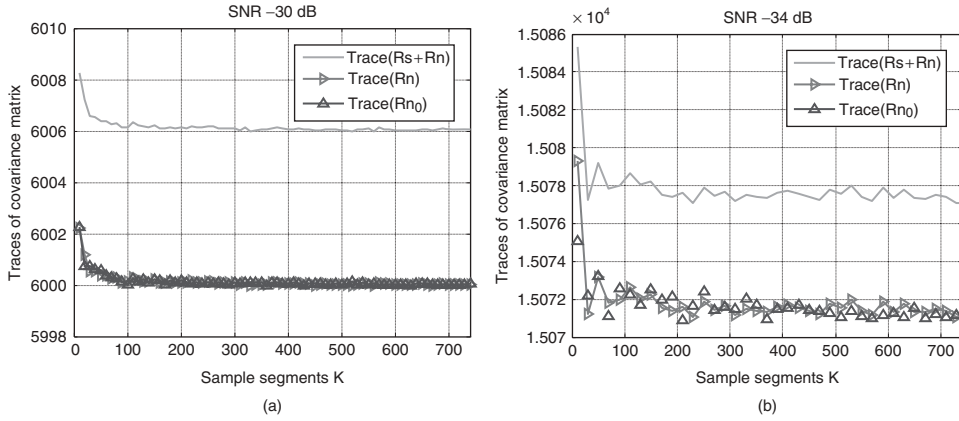 SNR –30 dB
6010
6008
6006
6004
6002
6000
5998
Traces of covariance matrix
Trace(Rs+Rn)
Trace(Rn)
Trace(Rn0)
0 100 200 300 400 500 600 700
Sample segments K
(a)
SNR –34 dB
× 10^4
1.5086
1.5084
1.5082
1.508
1.5078
1.5076
1.5074
1.5072
1.507
Traces of covariance matrix
Trace(Rs+Rn)
Trace(Rn)
Trace(Rn0)
0 100 200 300 400 500 600 700
Sample segments K
(b)